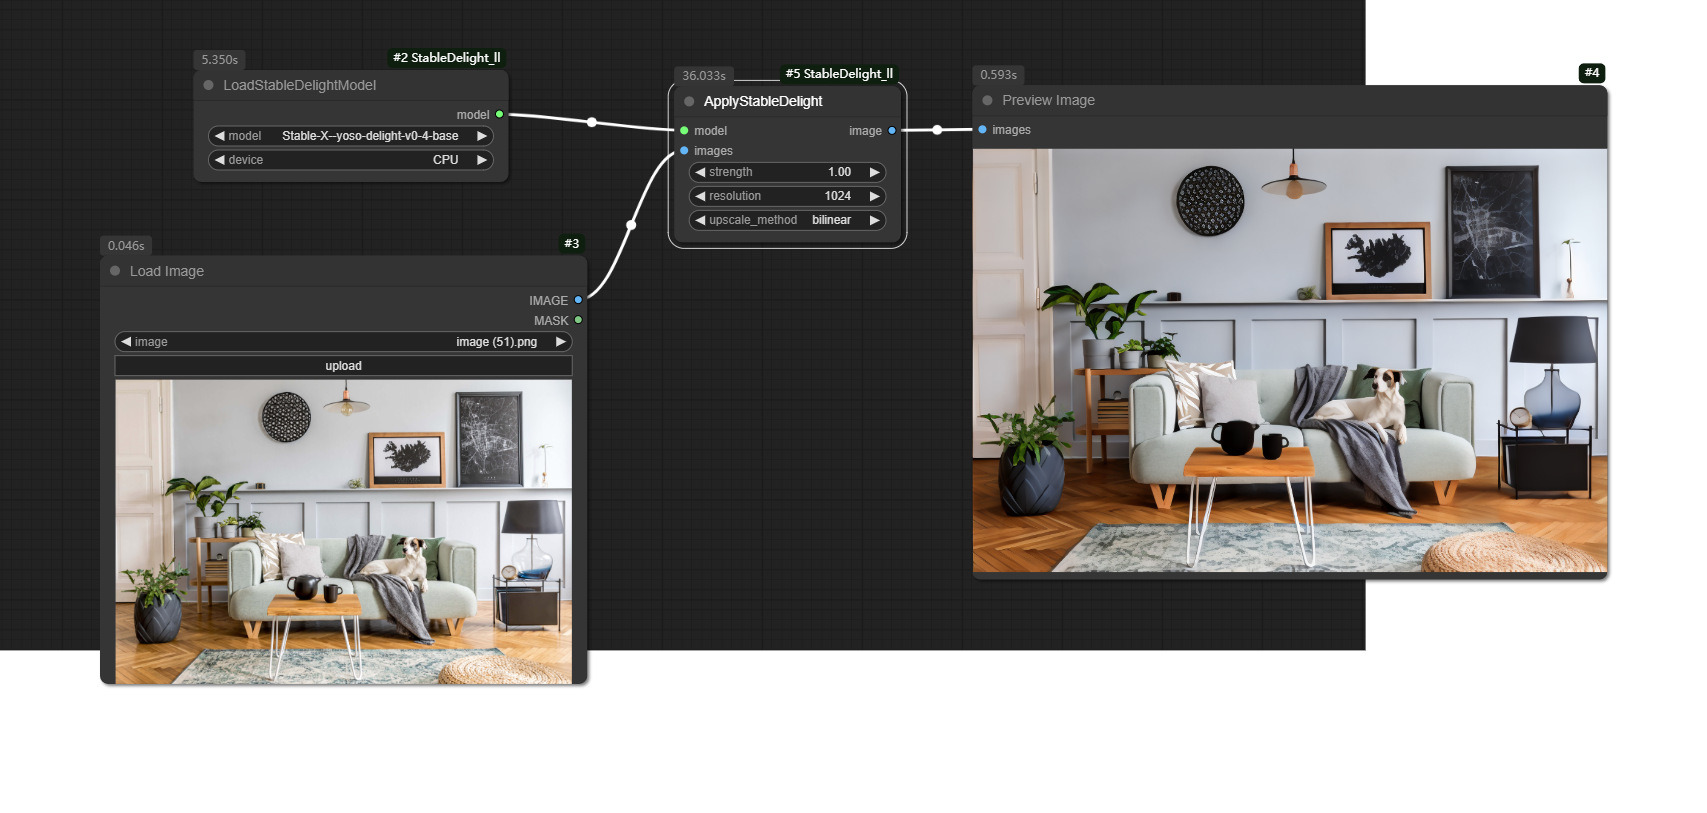 5.350s
#2 StableDelight_ll
LoadStableDelightModel
model
model Stable-X--yoso-delight-v0-4-base
device CPU
36.033s
#5 StableDelight_ll
ApplyStableDelight
model image
images
strength 1.00
resolution 1024
upscale_method bilinear
0.593s
#4
Preview Image
images
0.046s
#3
Load Image
IMAGE
MASK
image image (51).png
upload